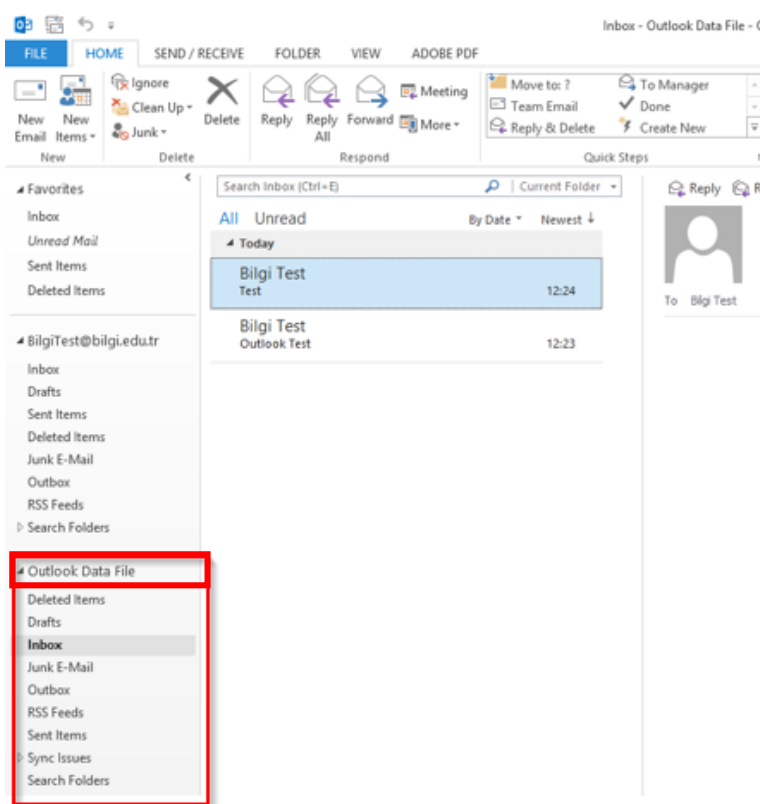 Inbox - Outlook Data File -
FILE HOME SEND / RECEIVE FOLDER VIEW ADOBE PDF
New Email
New Items
Ignore
Clean Up
Junk
Delete
Reply
Reply All
Forward
Meeting
More
Move to: ?
Team Email
Reply & Delete
To Manager
Done
Create New
New Delete Respond Quick Steps
Favorites
Inbox
Unread Mail
Sent Items
Deleted Items
BilgiTest@bilgi.edu.tr
Inbox
Drafts
Sent Items
Deleted Items
Junk E-Mail
Outbox
RSS Feeds
Search Folders
Outlook Data File
Deleted Items
Drafts
Inbox
Junk E-Mail
Outbox
RSS Feeds
Sent Items
Sync Issues
Search Folders
Search Inbox (Ctrl+E) Current Folder
All Unread By Date Newest ↓
Today
Bilgi Test
Test 12:24
Bilgi Test
Outlook Test 12:23
Reply
To Bilgi Test